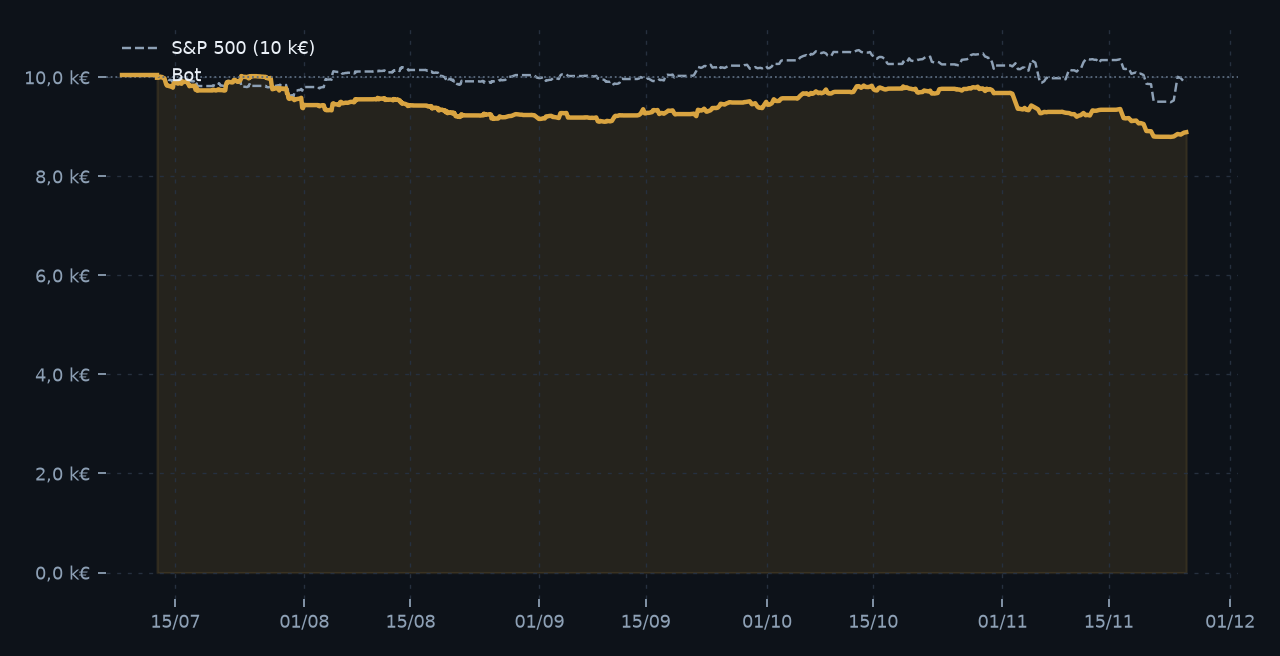 S&P 500 (10 k€)
Bot
10,0 k€
8,0 k€
6,0 k€
4,0 k€
2,0 k€
0,0 k€
15/07 01/08 15/08 01/09 15/09 01/10 15/10 01/11 15/11 01/12